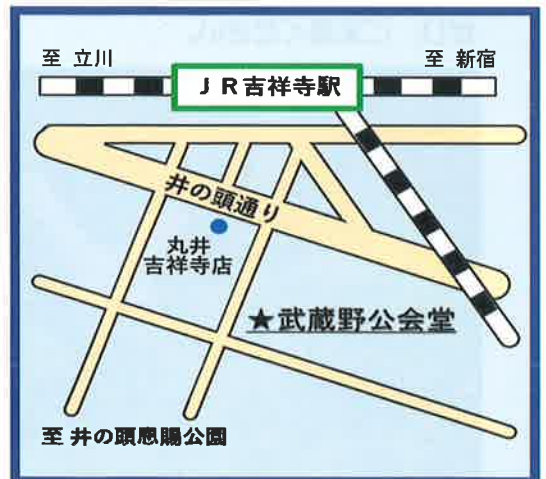 至 立川
至 新宿
JR吉祥寺駅
井の頭通り
丸井
吉祥寺店
★武蔵野公会堂
至 井の頭恩賜公園